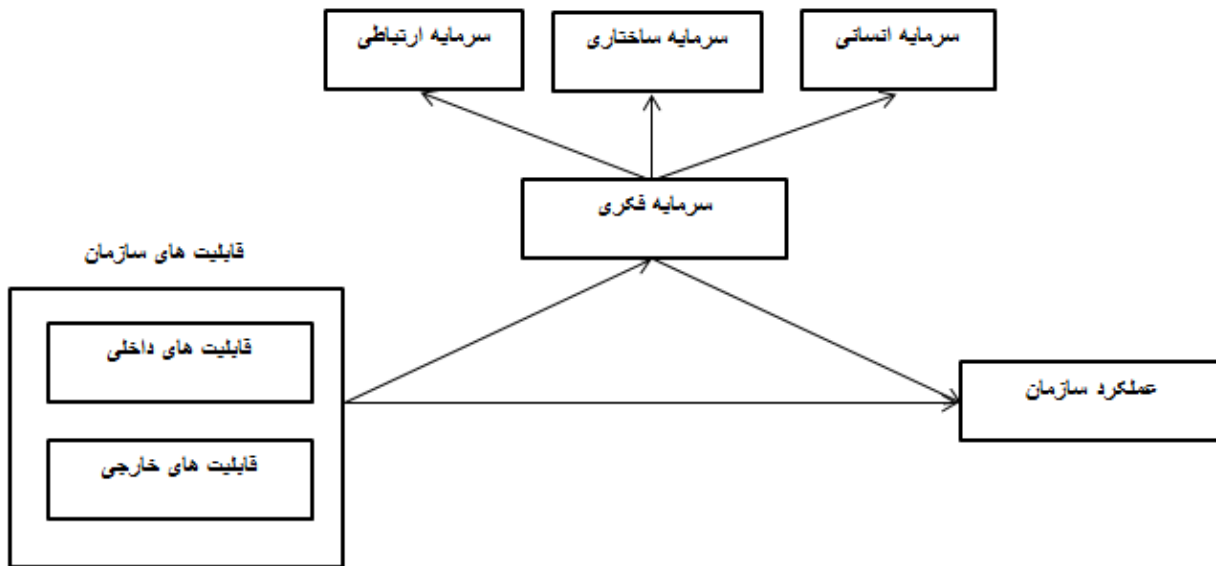 سرمایه انسانی
سرمایه ساختاری
سرمایه ارتباطی
سرمایه فکری
قابلیت های سازمان
قابلیت های داخلی
قابلیت های خارجی
عملکرد سازمان